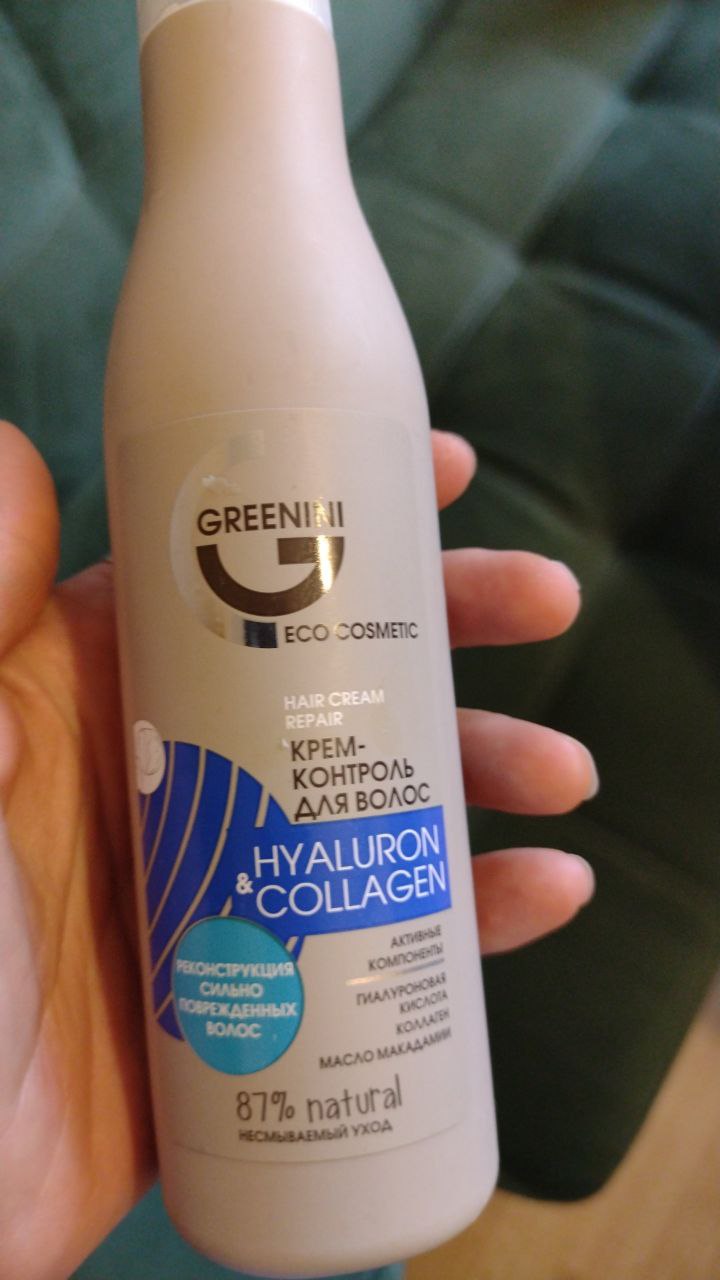 GREENINI
ECO COSMETIC
HAIR CREAM
REPAIR
КРЕМ-
КОНТРОЛЬ
ДЛЯ ВОЛОС
HYALURON
& COLLAGEN
АКТИВНЫЕ
КОМПОНЕНТЫ
ГИАЛУРОНОВАЯ
КИСЛОТА
КОЛЛАГЕН
МАСЛО МАКАДАМИИ
РЕКОНСТРУКЦИЯ
СИЛЬНО
ПОВРЕЖДЕННЫХ
ВОЛОС
87% natural
НЕСМЫВАЕМЫЙ УХОД